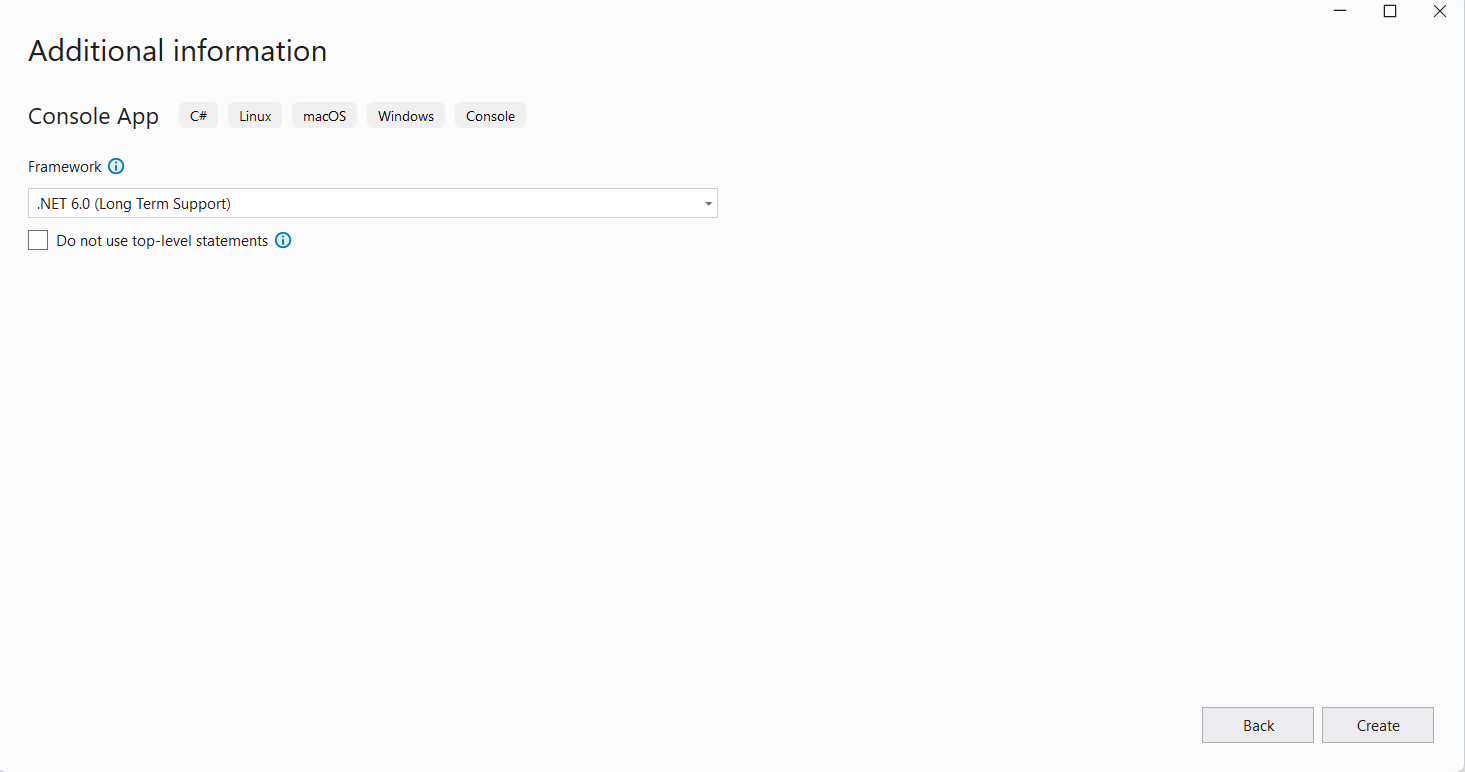 Additional information
Console App C# Linux macOS Windows Console
Framework
.NET 6.0 (Long Term Support)
Do not use top-level statements
Back Create